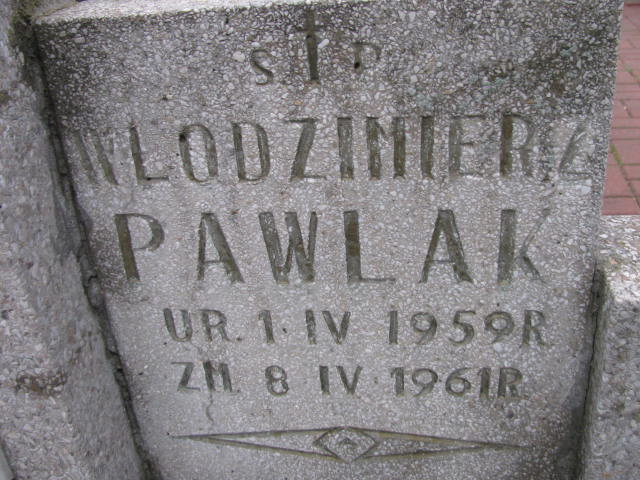 Ś P
WŁODZIMIERZ
PAWLAK
UR. 1. IV 1959R
ZM. 8 IV 1961R